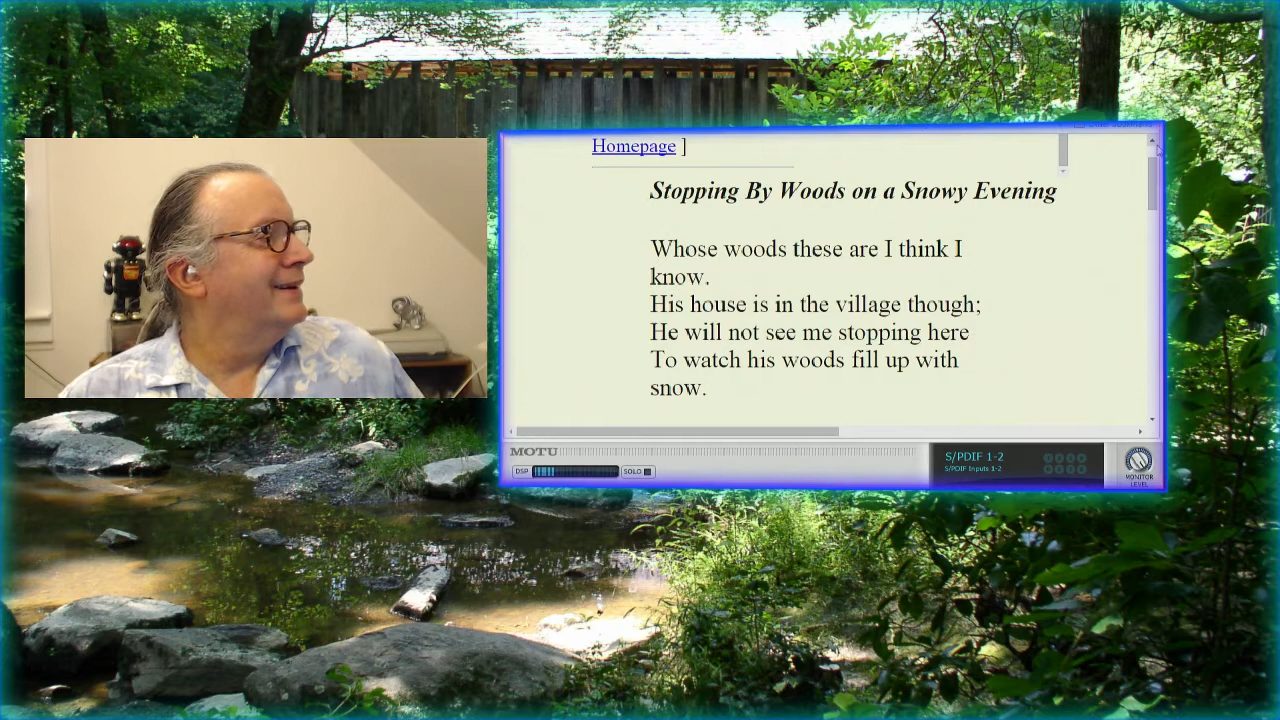 Homepage ]
Stopping By Woods on a Snowy Evening
Whose woods these are I think I
know.
His house is in the village though;
He will not see me stopping here
To watch his woods fill up with
snow.
MOTU
DSP
SOLO
S/PDIF 1-2
S/PDIF Inputs 1-2
MONITOR
LEVEL